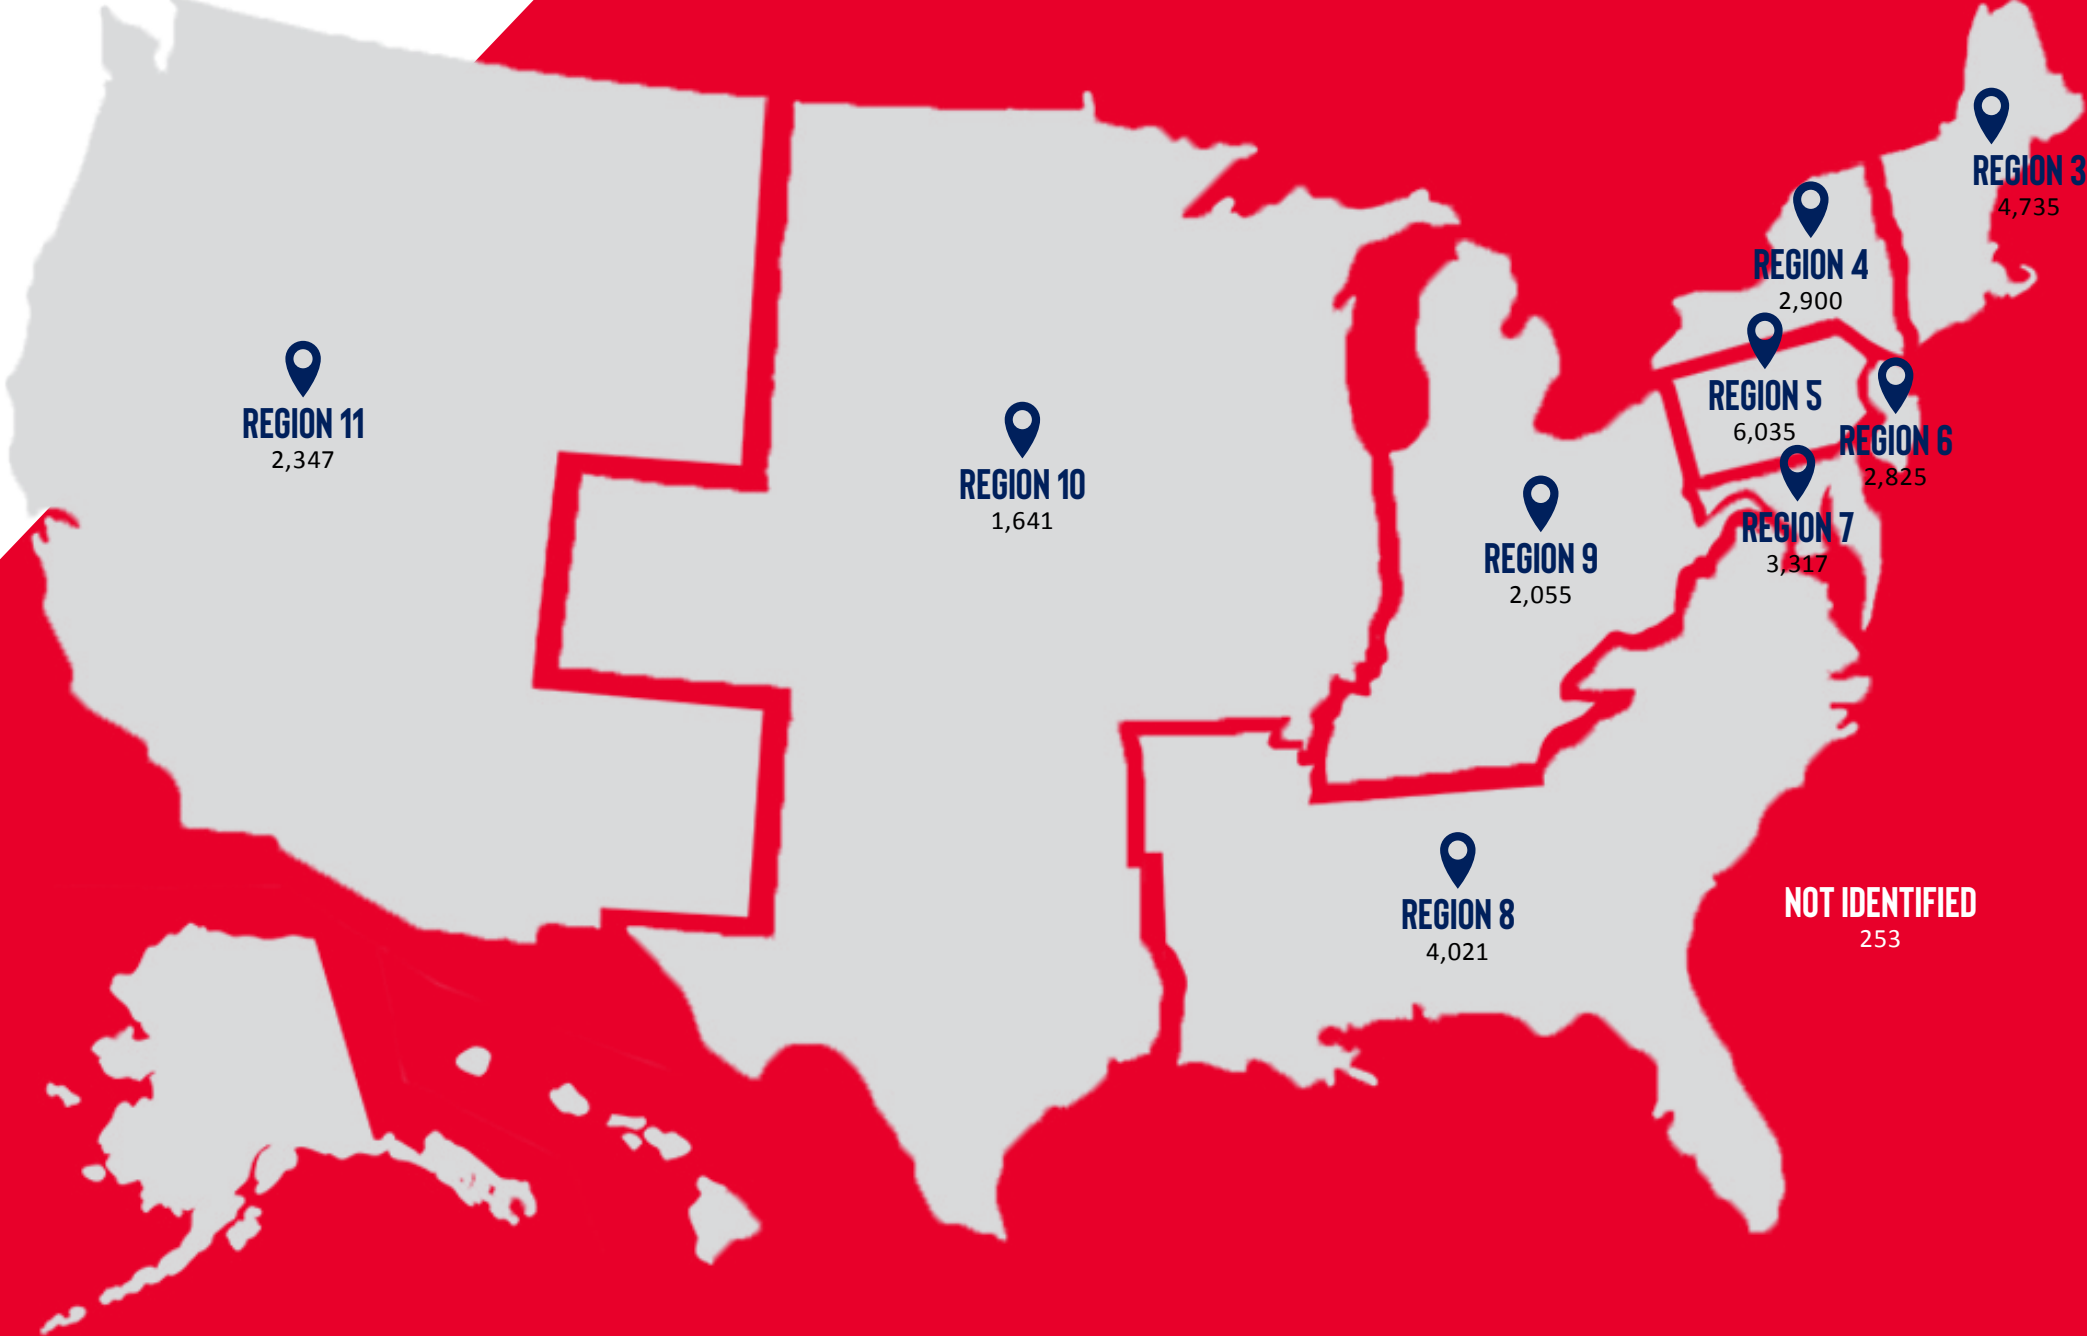 REGION 3
4,735
REGION 4
2,900
REGION 11
2,347
REGION 5
6,035
REGION 6
2,825
REGION 10
1,641
REGION 7
3,317
REGION 9
2,055
REGION 8
4,021
NOT IDENTIFIED
253